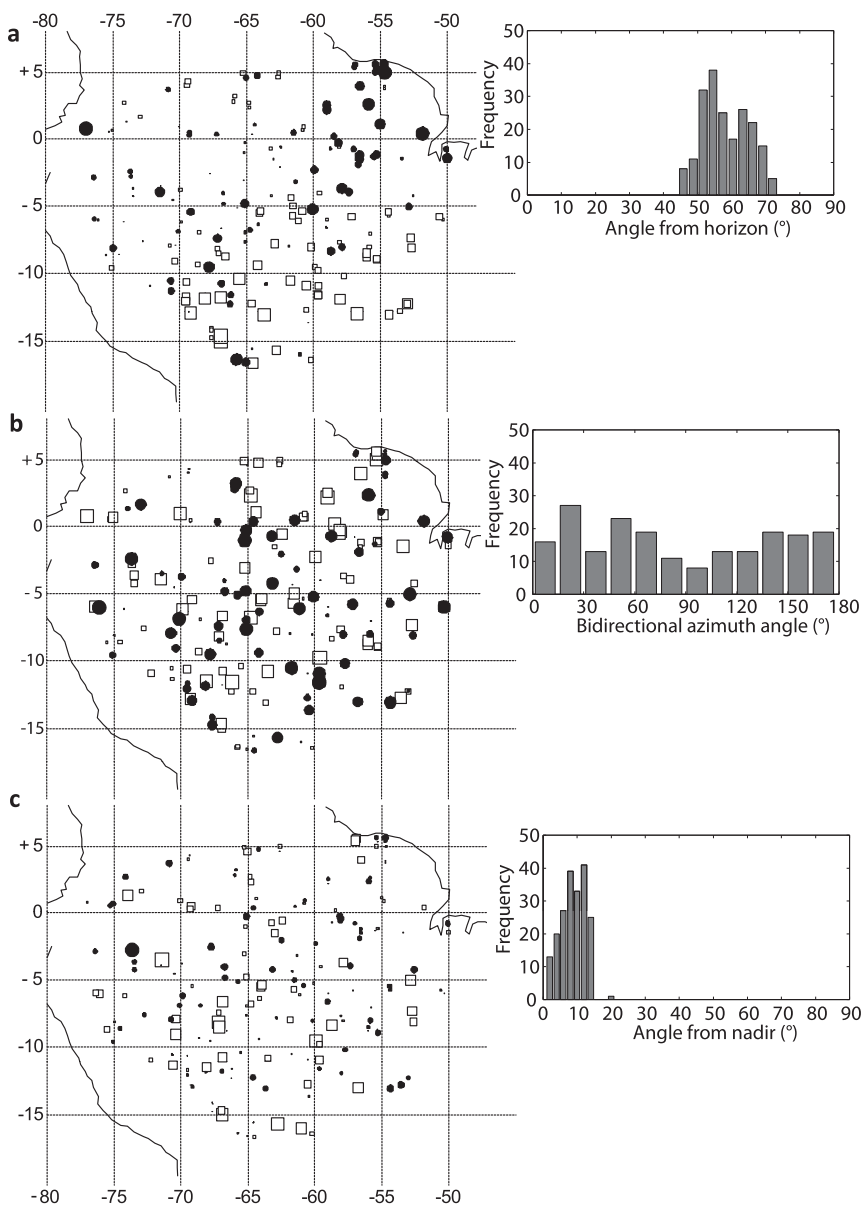 -80 -75 -70 -65 -60 -55 -50
a
+5
0
-5
-10
-15
50
40
30
20
10
0
Frequency
0 10 20 30 40 50 60 70 80 90
Angle from horizon (°)
b
+5
0
-5
-10
-15
50
40
30
20
10
0
Frequency
0 30 60 90 120 150 180
Bidirectional azimuth angle (°)
c
+5
0
-5
-10
-15
50
40
30
20
10
0
Frequency
0 10 20 30 40 50 60 70 80 90
Angle from nadir (°)
-80 -75 -70 -65 -60 -55 -50